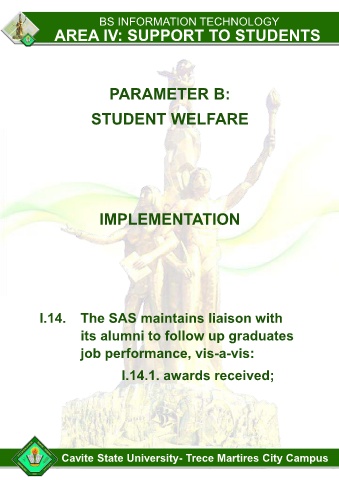 BS INFORMATION TECHNOLOGY
AREA IV: SUPPORT TO STUDENTS
PARAMETER B:
STUDENT WELFARE
IMPLEMENTATION
I.14. The SAS maintains liaison with
its alumni to follow up graduates
job performance, vis-a-vis:
I.14.1. awards received;
Cavite State University- Trece Martires City Campus